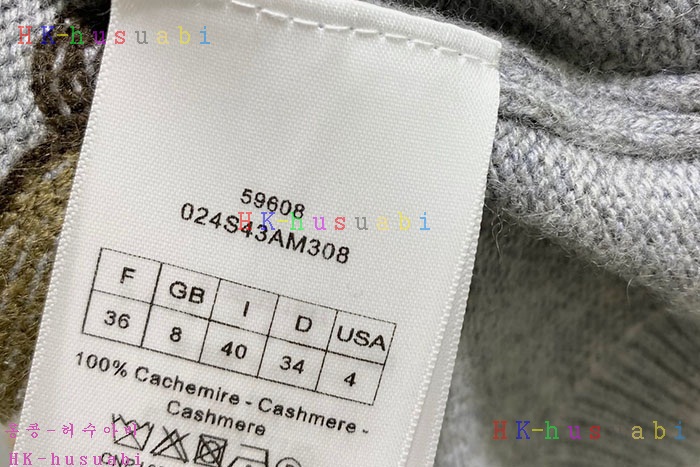 HK-husuabi
59608
024S43AM308
HK-husuabi
F GB I D USA
36 8 40 34 4
100% Cachemire - Cashmere -
Cashmere
홍콩-허수아비
HK-husuabi
HK-hus abi